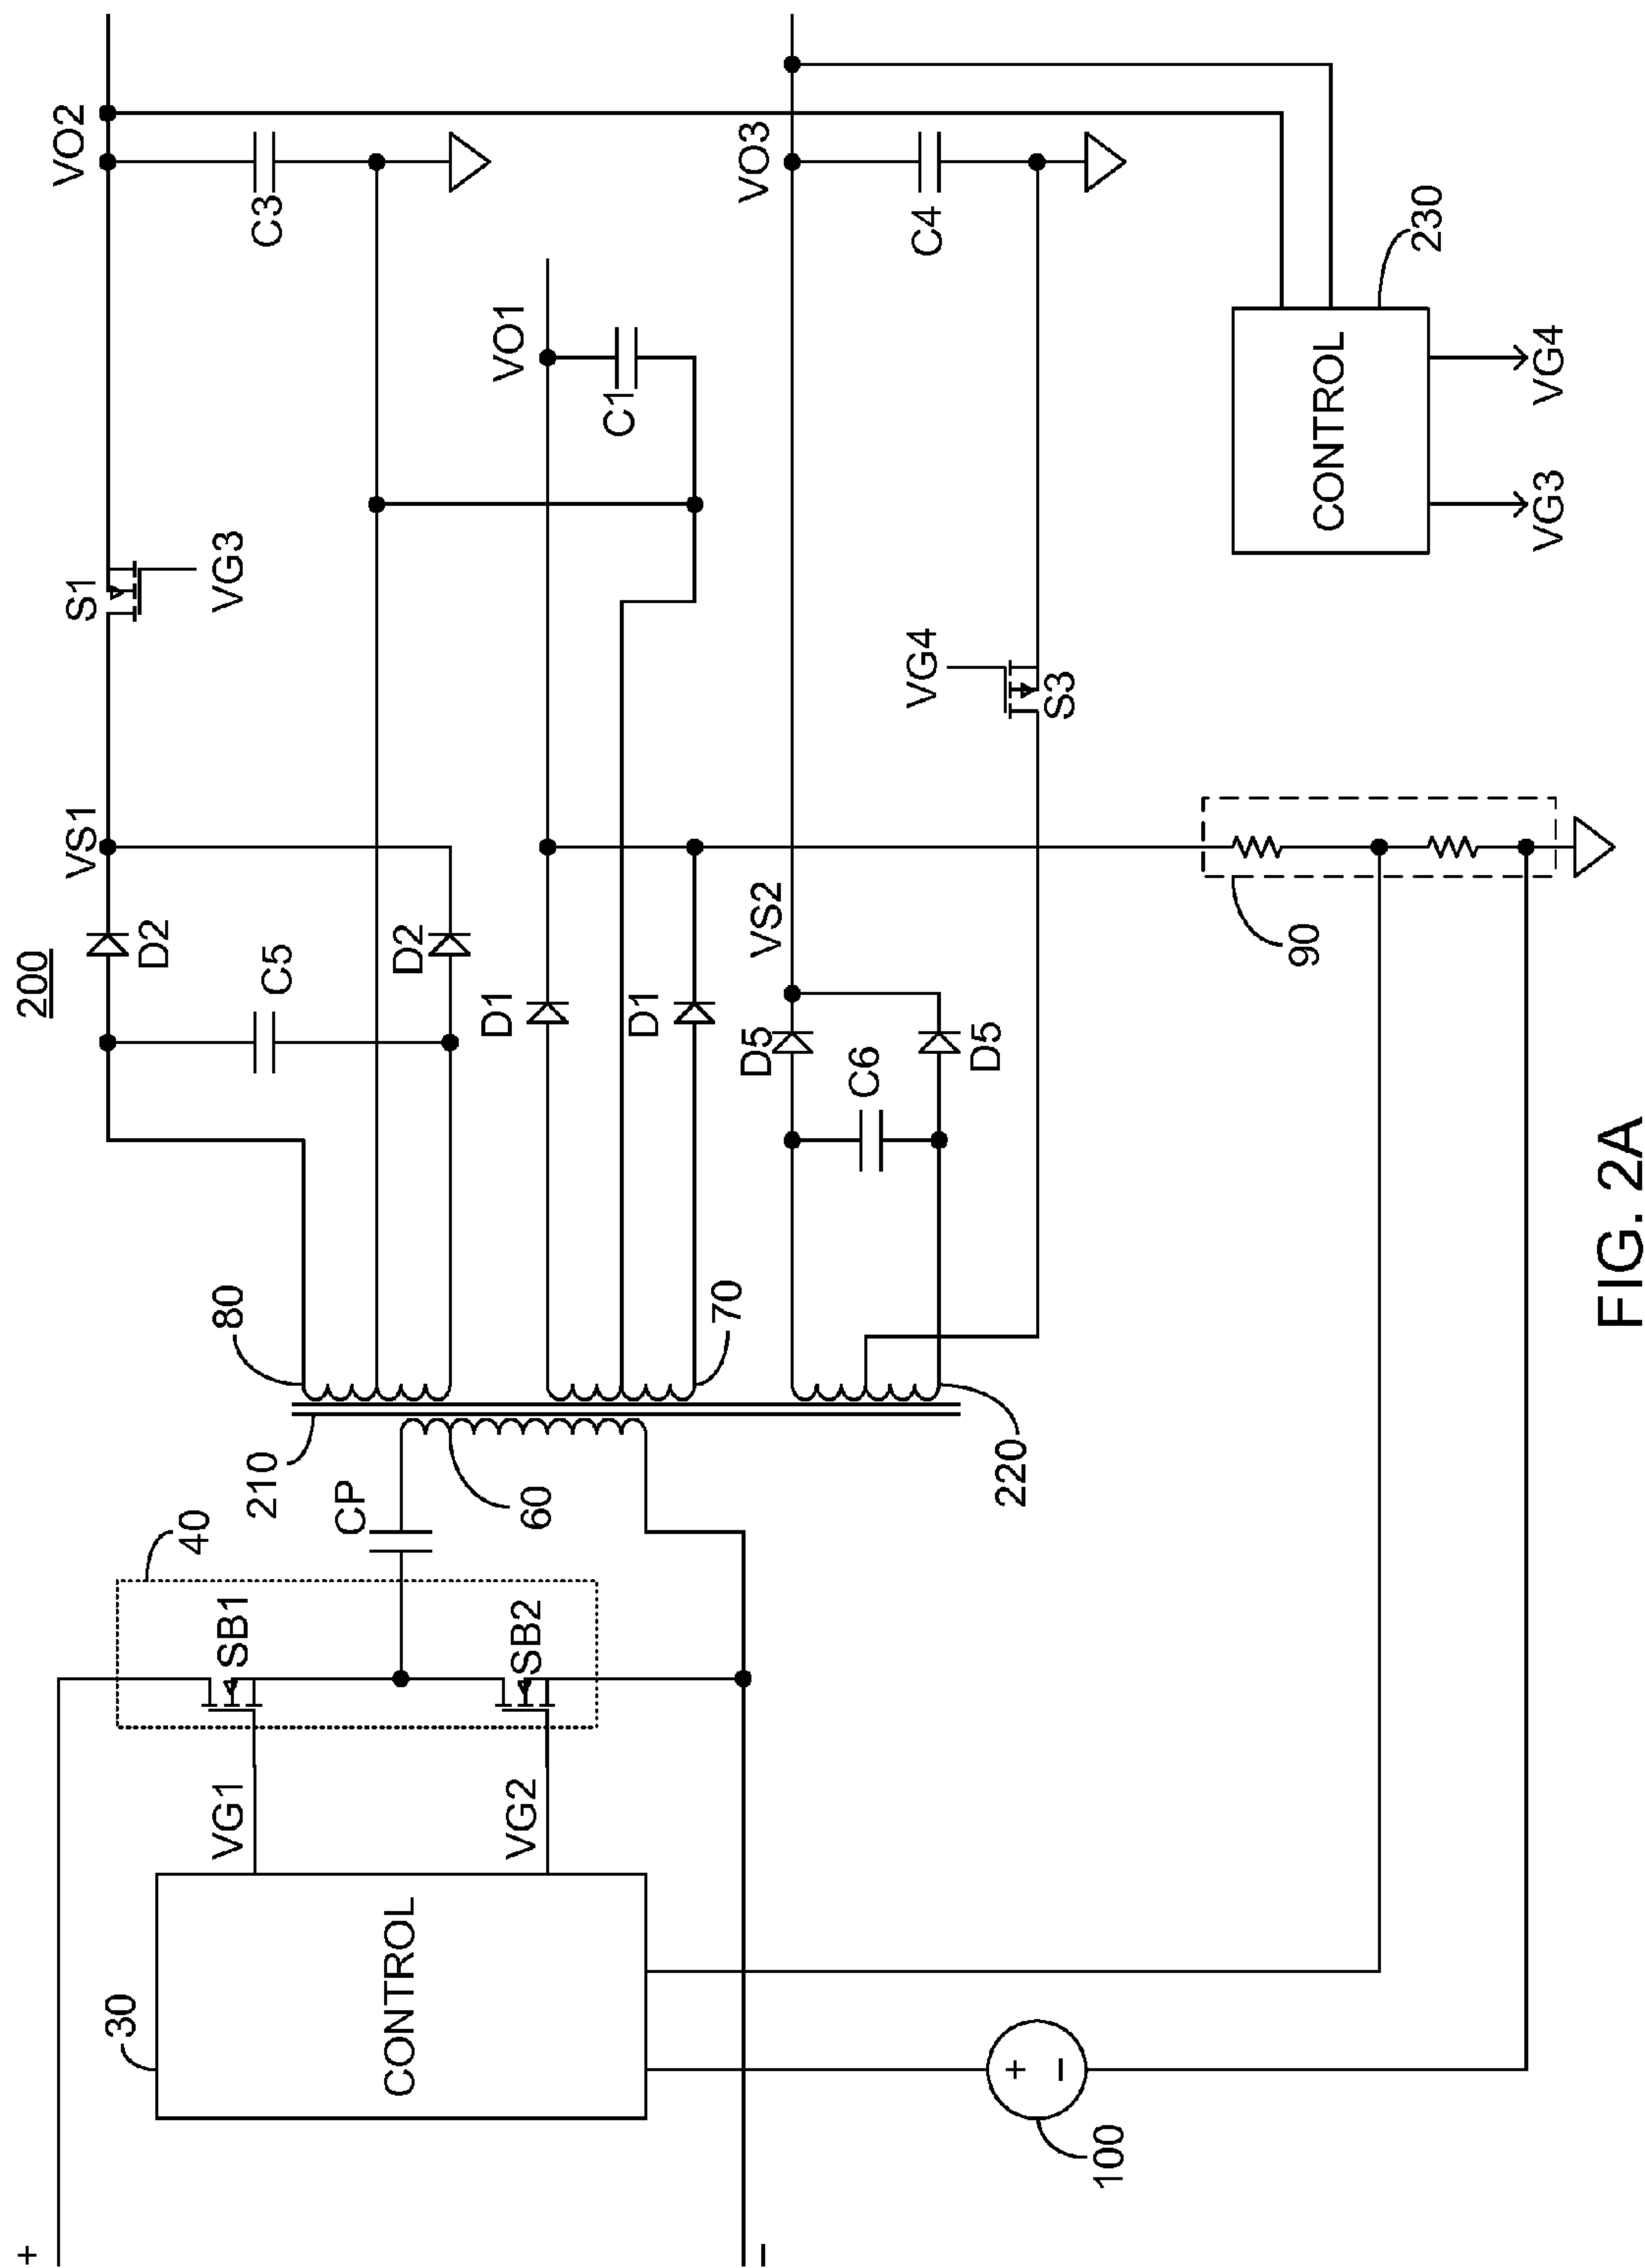 200
VO2
S1
VS1
D2
C3
VG3
C5
80
D2
210
40
VO1
C1
CP
D1
SB1
D1
60
70
SB2
VG1
VG2
VO3
VS2
D5
C4
C6
VG4
D5
S3
220
30
CONTROL
230
CONTROL
VG3
VG4
90
100
+
–
+
–
FIG. 2A